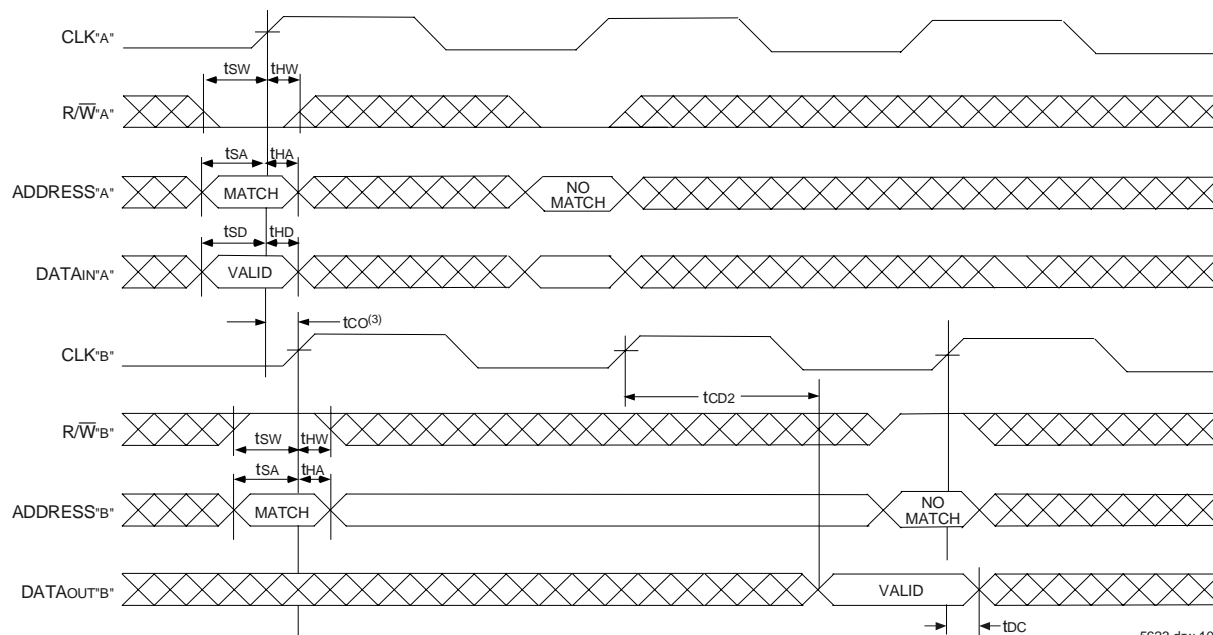 CLK"A"
tSW tHW
R/W̅"A"
tSA tHA
ADDRESS"A" MATCH NO MATCH
tSD tHD
DATAIN"A" VALID
tCO(3)
CLK"B"
tCD2
R/W̅"B"
tSW tHW
tSA tHA
ADDRESS"B" MATCH NO MATCH
DATAOUT"B" VALID
tDC